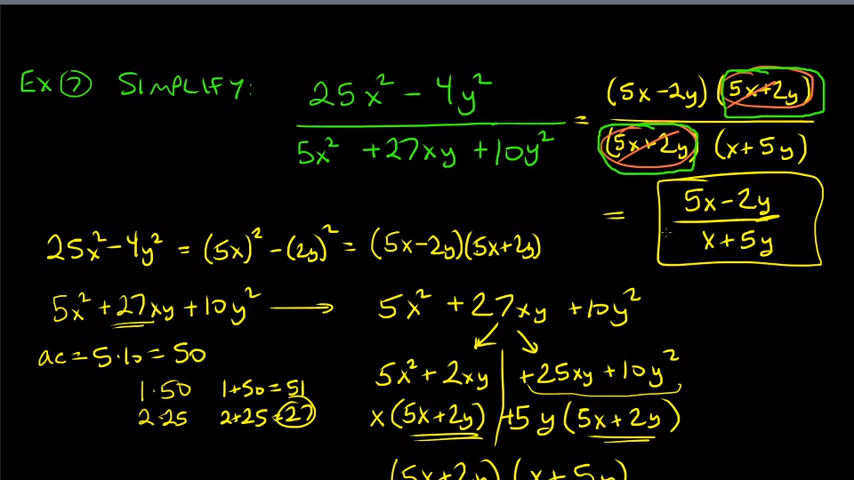 Ex ⑦ SIMPLIFY: 25x² - 4y² / 5x² + 27xy + 10y² = (5x-2y)(5x+2y) / (5x+2y)(x+5y)
= 5x-2y / x+5y
25x²-4y² = (5x)² - (2y)² = (5x-2y)(5x+2y)
5x² + 27xy + 10y² → 5x² + 27xy + 10y²
ac = 5·10 = 50
5x² + 2xy | + 25xy + 10y²
1·50 1+50=51
2·25 2+25=27
x(5x+2y) | +5y(5x+2y)
(5x+2y)(x+5y)